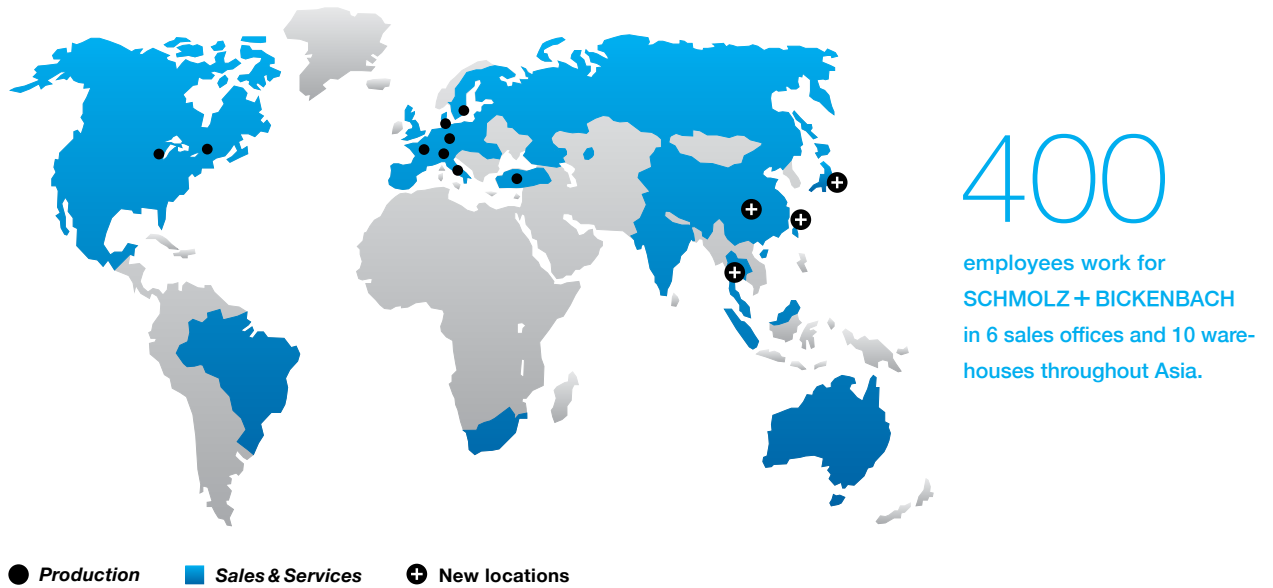 400
employees work for
SCHMOLZ + BICKENBACH
in 6 sales offices and 10 ware-
houses throughout Asia.
Production
Sales & Services
New locations